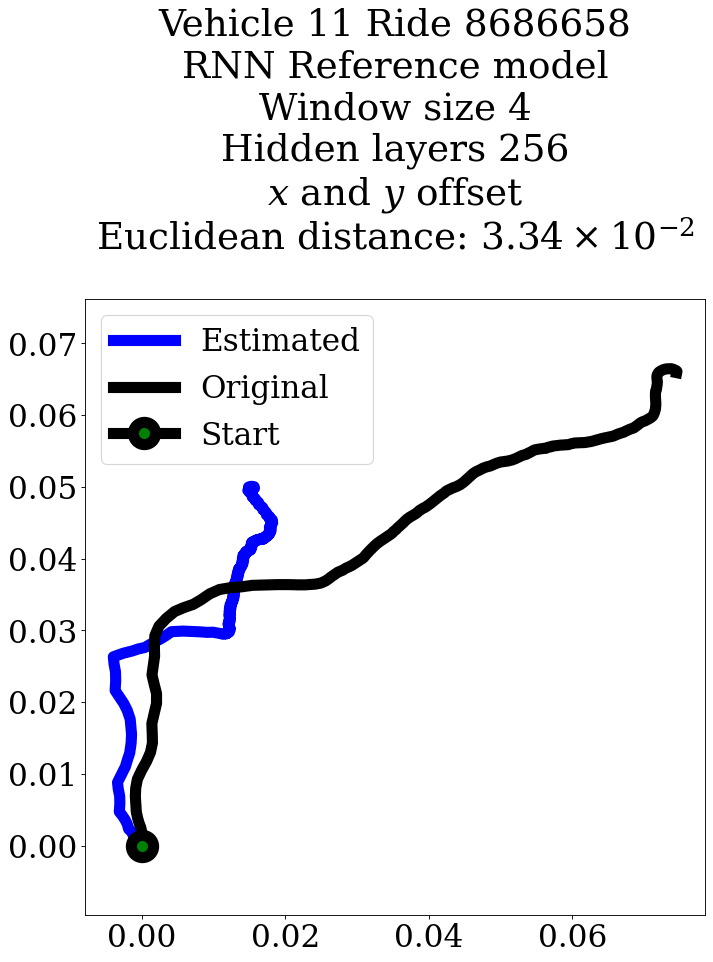 Vehicle 11 Ride 8686658
RNN Reference model
Window size 4
Hidden layers 256
x and y offset
Euclidean distance: 3.34 × 10⁻²
Estimated
Original
Start
0.07
0.06
0.05
0.04
0.03
0.02
0.01
0.00
0.00 0.02 0.04 0.06